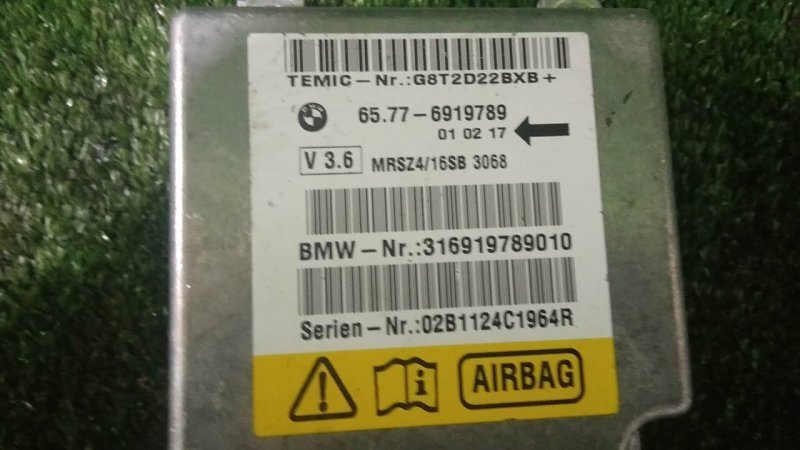 TEMIC-Nr.:G8T2D22BXB+
65.77-6919789
01 02 17
V 3.6 MRSZ4/16SB 3068
BMW-Nr.:316919789010
Serien-Nr.:02B1124C1964R
i AIRBAG